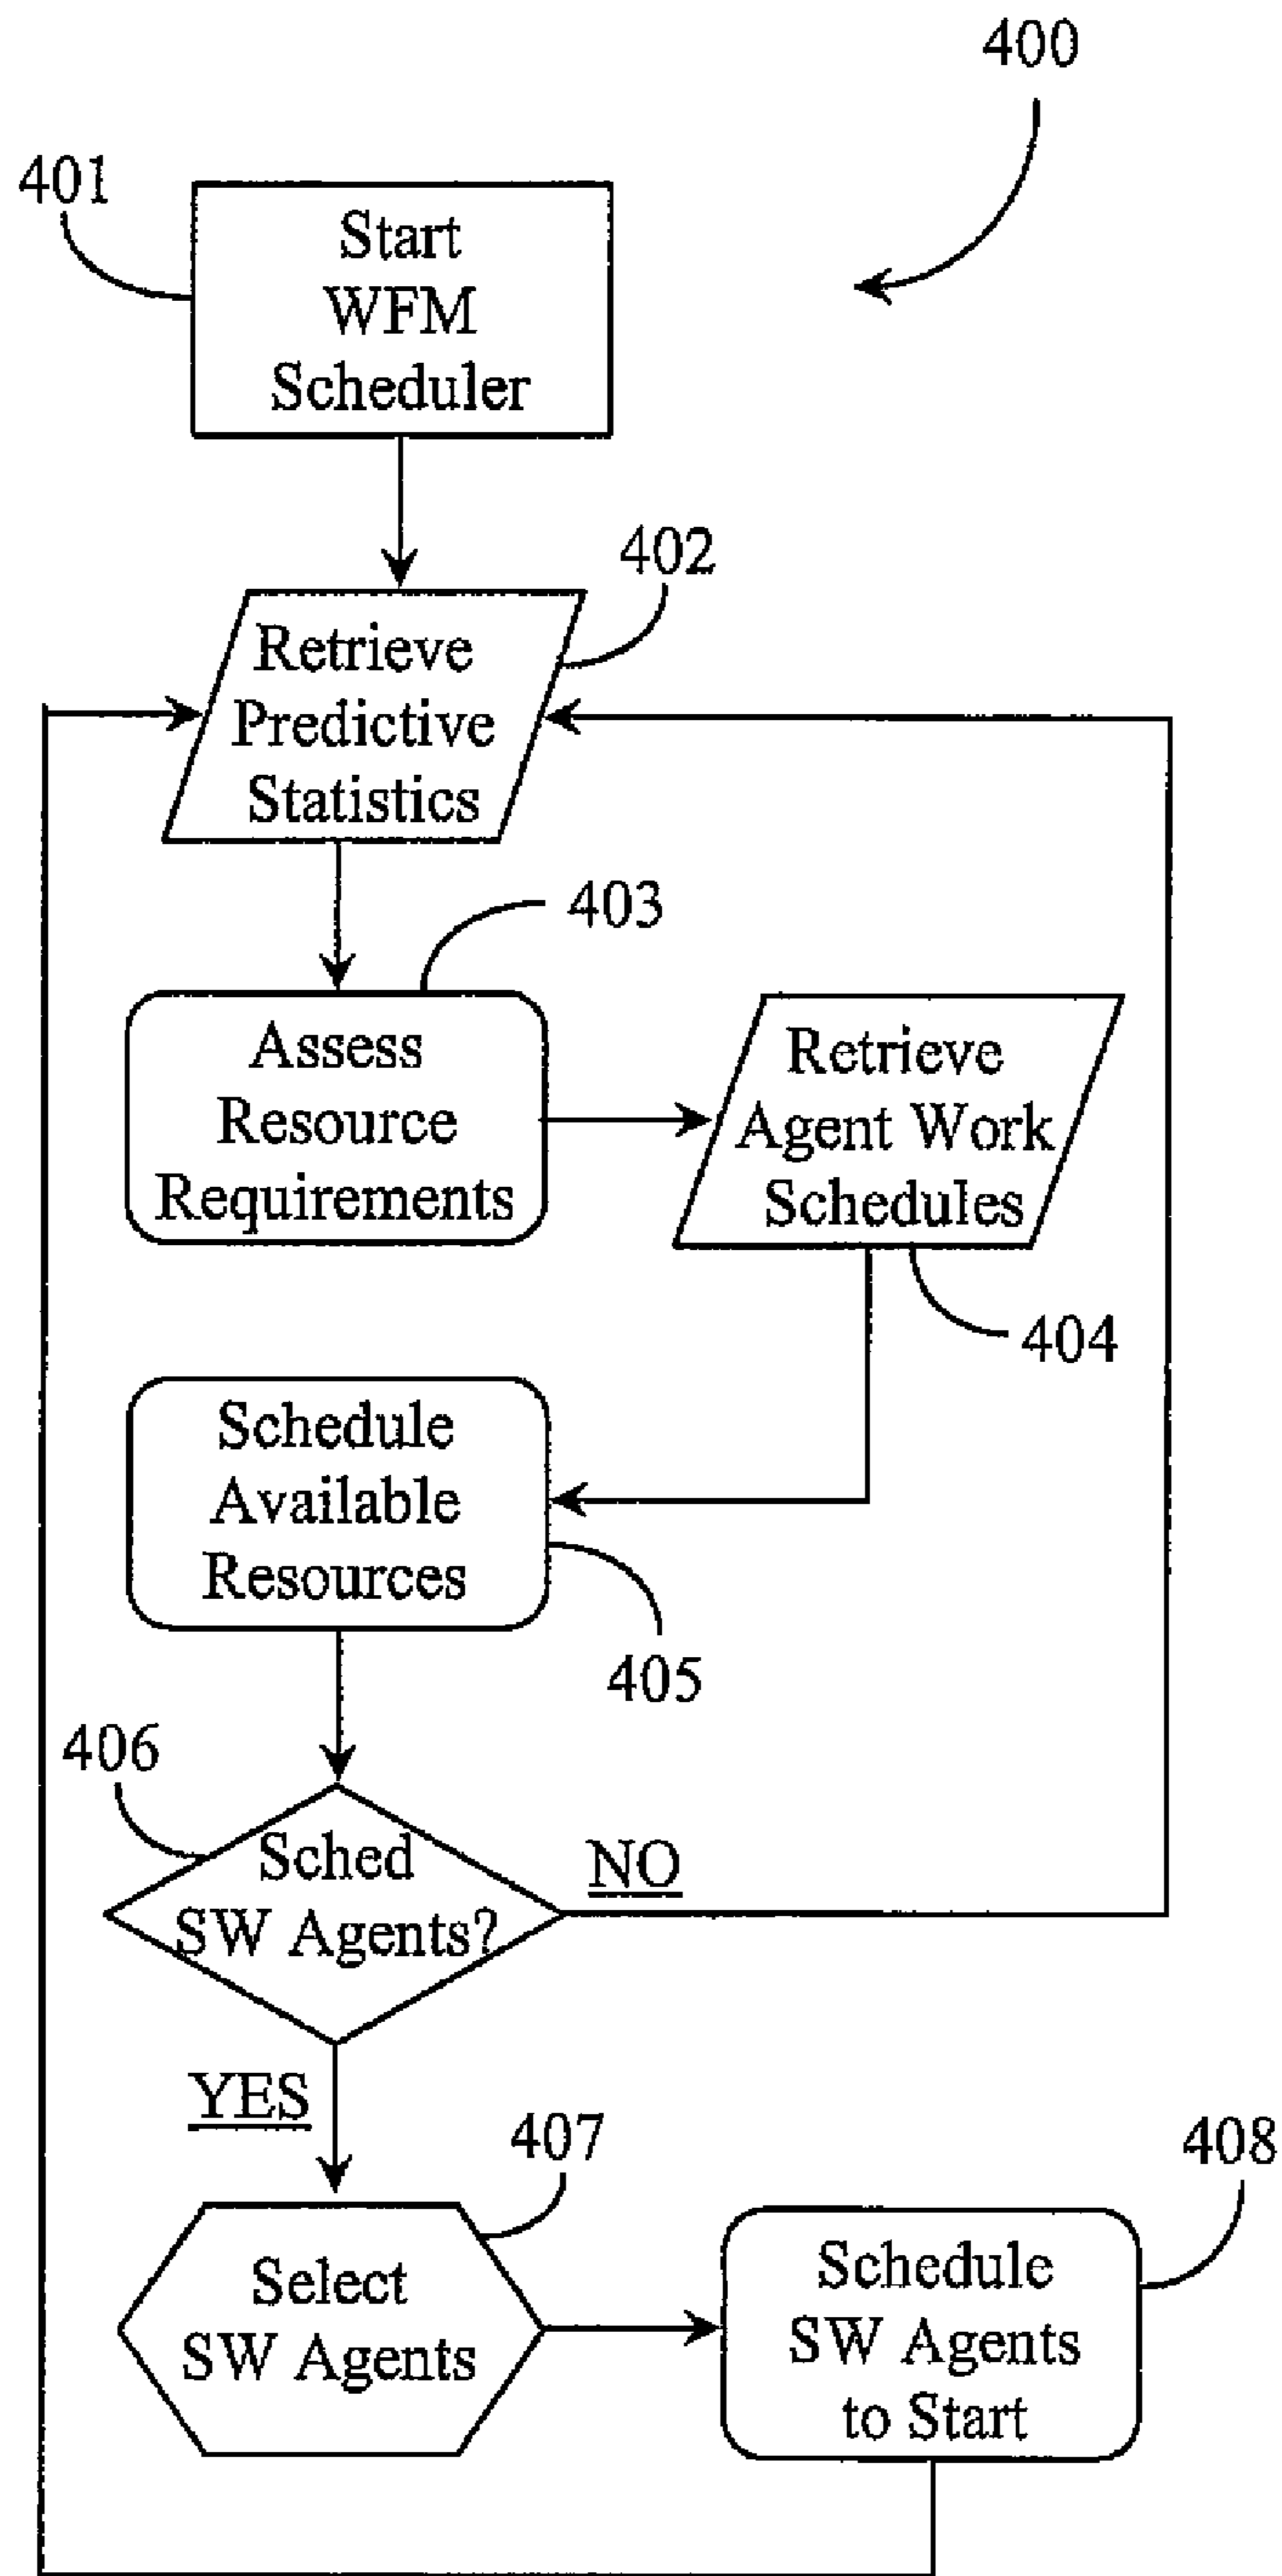 400
401
Start
WFM
Scheduler
402
Retrieve
Predictive
Statistics
403
Assess
Resource
Requirements
Retrieve
Agent Work
Schedules
404
Schedule
Available
Resources
405
406
Sched
SW Agents?
NO
YES
407
408
Select
SW Agents
Schedule
SW Agents
to Start